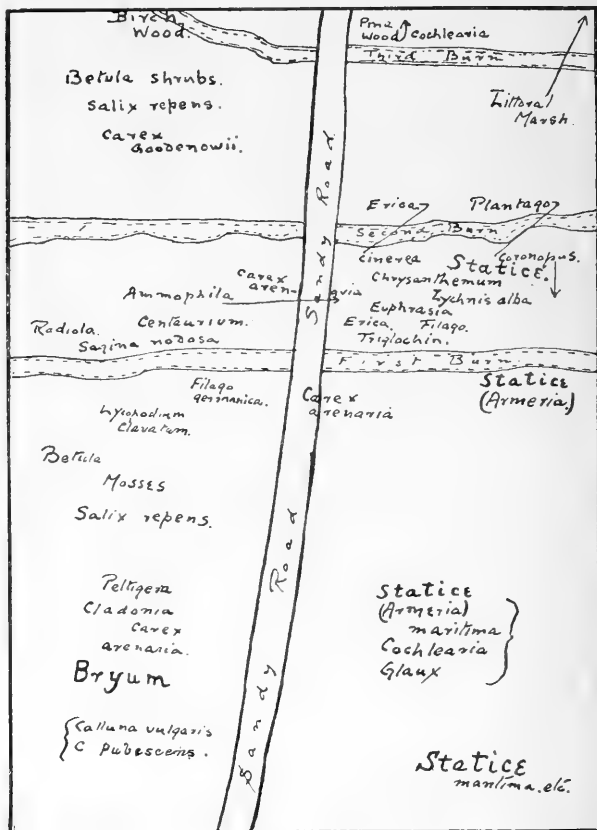 Birch
Wood.
Pine
Wood
Cochlearia
Third Burn
Littoral
Marsh.
Betula shrubs.
Salix repens.
Carex
Goodenowii.
Sandy Road
Erica
Plantago
Second Burn
Cinerea
Coronopus.
Statice.
Chrysanthemum
Carex
aren-aria
Ammophila
Lychnis alba
Euphrasia
Radiola.
Centaurium.
Erica. Filago.
Sagina nodosa
Triglochin.
First Burn
Filago
germanica.
Carex
arenaria
Statice
(Armeria.)
Lycopodium
Clavatum.
Betula
Mosses
Salix repens.
Sandy Road
Peltigera
Cladonia
Carex
arenaria.
Bryum
Statice
(Armeria)
maritima
Cochlearia
Glaux
Calluna vulgaris
C pubescens.
Statice
maritima. etc.